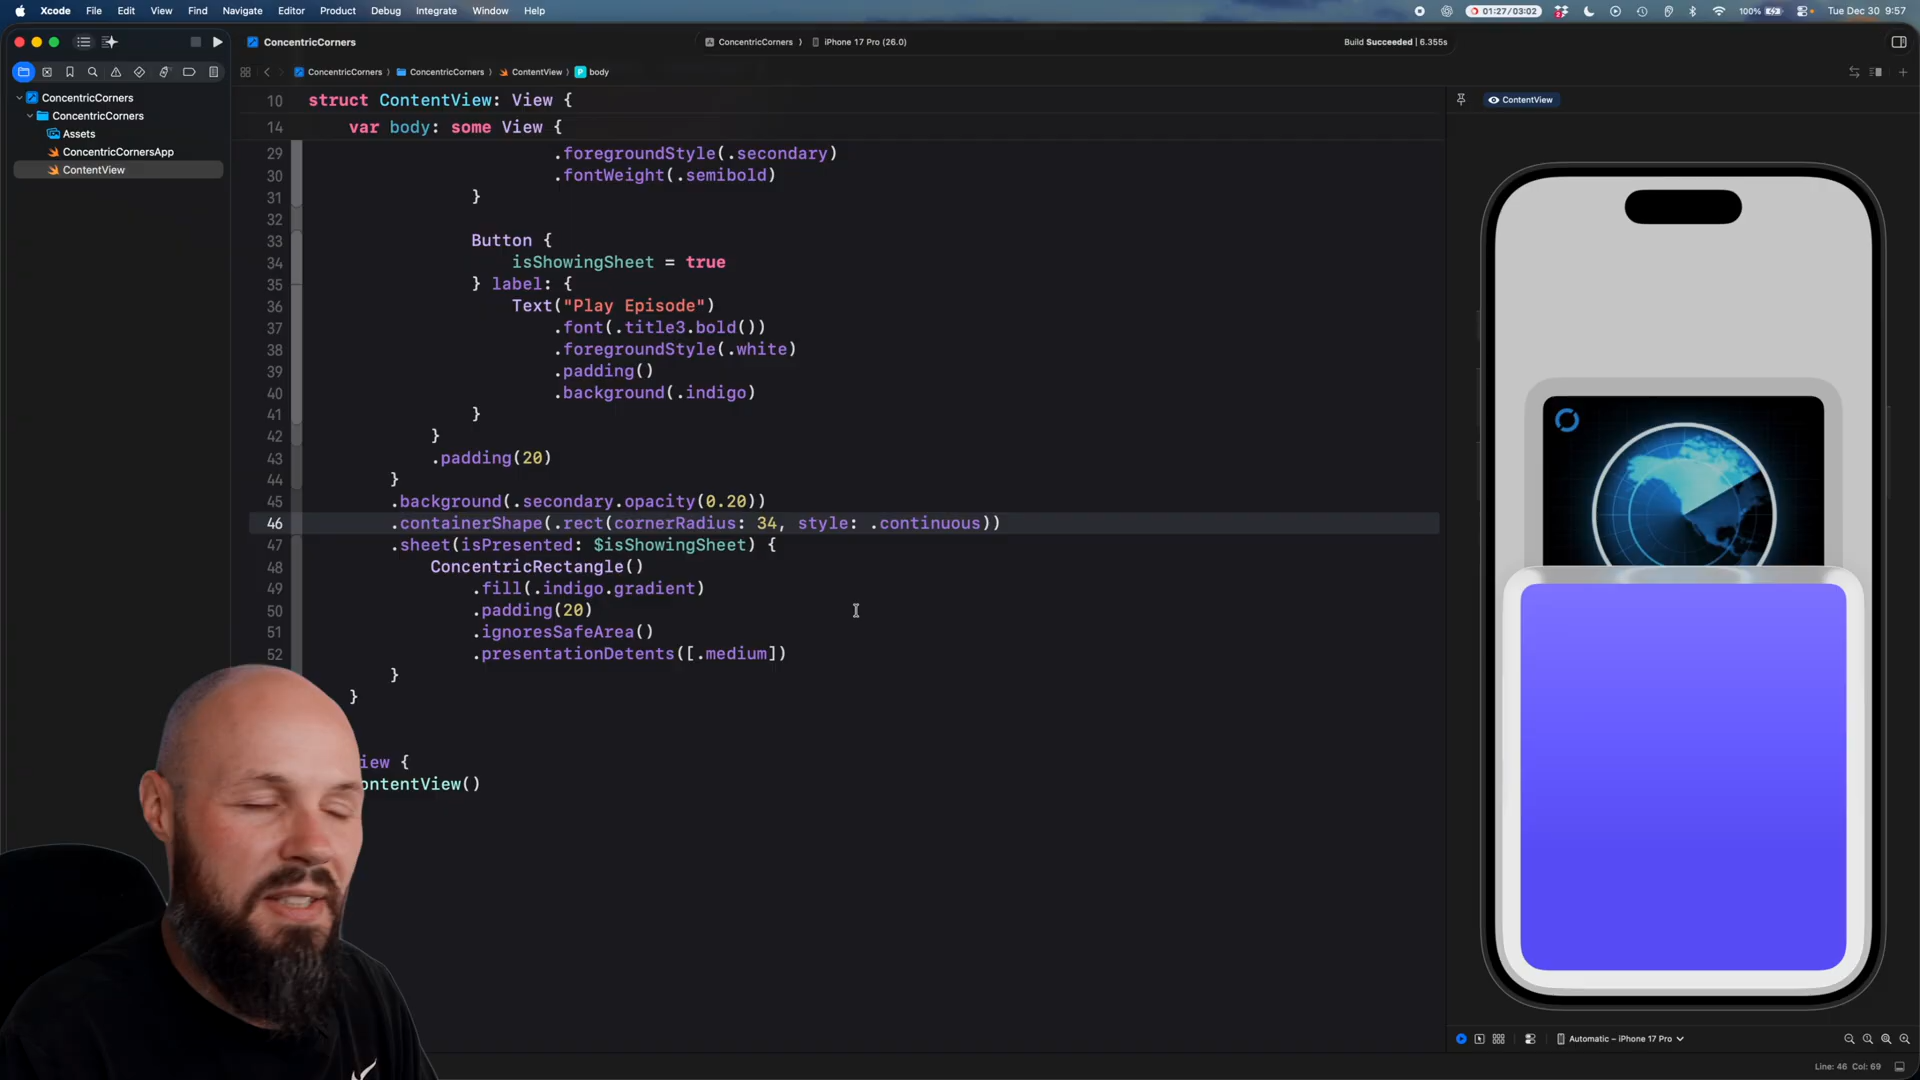 Xcode File Edit View Find Navigate Editor Product Debug Integrate Window Help 01:27/03:02 100% Tue Dec 30 9:57
ConcentricCorners ConcentricCorners iPhone 17 Pro (26.0) Build Succeeded | 6.355s
ConcentricCorners ConcentricCorners ContentView body
ConcentricCorners
ConcentricCorners
Assets
ConcentricCornersApp
ContentView
10 struct ContentView: View {
14 var body: some View {
29 .foregroundStyle(.secondary)
30 .fontWeight(.semibold)
31 }
32
33 Button {
34 isShowingSheet = true
35 } label: {
36 Text("Play Episode")
37 .font(.title3.bold())
38 .foregroundStyle(.white)
39 .padding()
40 .background(.indigo)
41 }
42 }
43 .padding(20)
44 }
45 .background(.secondary.opacity(0.20))
46 .containerShape(.rect(cornerRadius: 34, style: .continuous))
47 .sheet(isPresented: $isShowingSheet) {
48 ConcentricRectangle()
49 .fill(.indigo.gradient)
50 .padding(20)
51 .ignoresSafeArea()
52 .presentationDetents([.medium])
}
}
iew {
ontentView()
ContentView
Automatic – iPhone 17 Pro
Line: 46 Col: 69